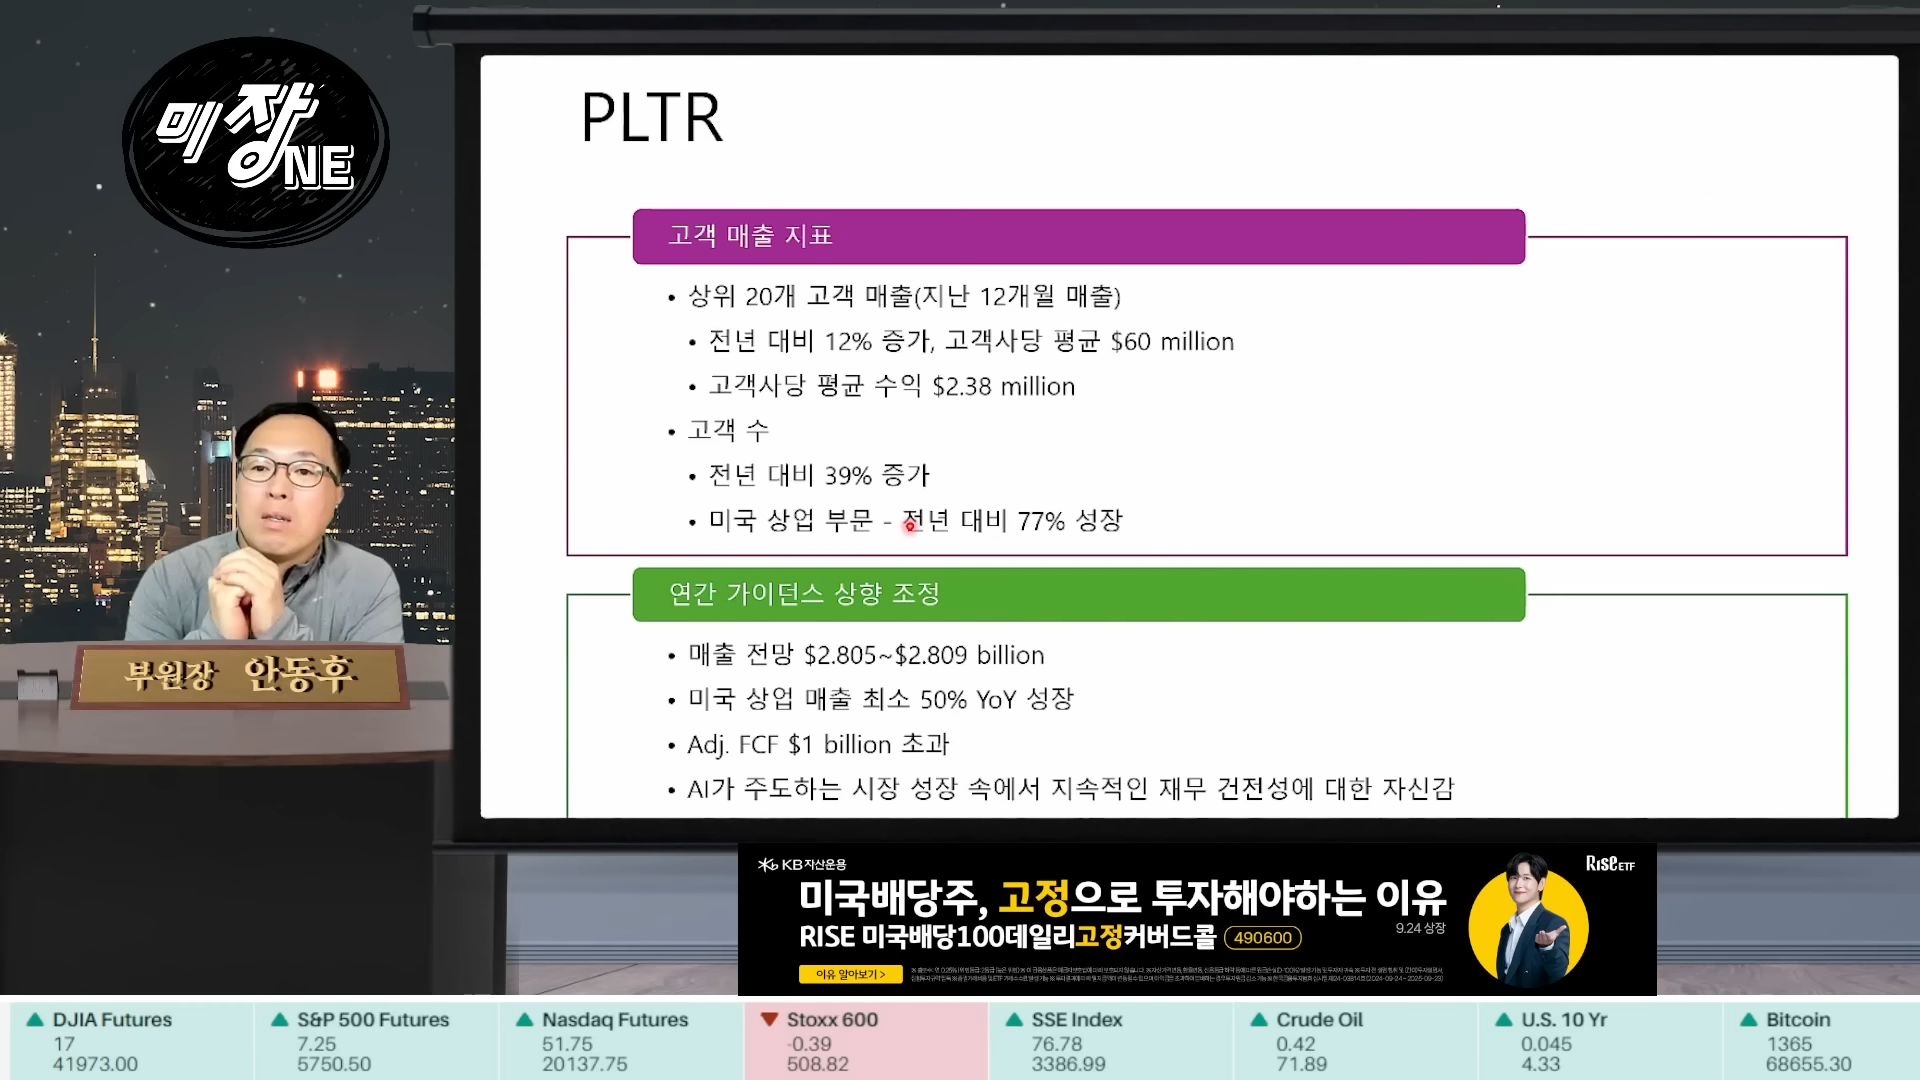 미장ONE
PLTR
고객 매출 지표
• 상위 20개 고객 매출(지난 12개월 매출)
• 전년 대비 12% 증가, 고객사당 평균 $60 million
• 고객사당 평균 수익 $2.38 million
• 고객 수
• 전년 대비 39% 증가
• 미국 상업 부문 - 전년 대비 77% 성장
연간 가이던스 상향 조정
• 매출 전망 $2.805~$2.809 billion
• 미국 상업 매출 최소 50% YoY 성장
• Adj. FCF $1 billion 초과
• AI가 주도하는 시장 성장 속에서 지속적인 재무 건전성에 대한 자신감
부원장 안동후
KB자산운용
RISE ETF
미국배당주, 고정으로 투자해야하는 이유
9.24 상장
RISE 미국배당100데일리고정커버드콜 490600
이유 알아보기 >
DJIA Futures
17
41973.00
S&P 500 Futures
7.25
5750.50
Nasdaq Futures
51.75
20137.75
Stoxx 600
-0.39
508.82
SSE Index
76.78
3386.99
Crude Oil
0.42
71.89
U.S. 10 Yr
0.045
4.33
Bitcoin
1365
68655.30